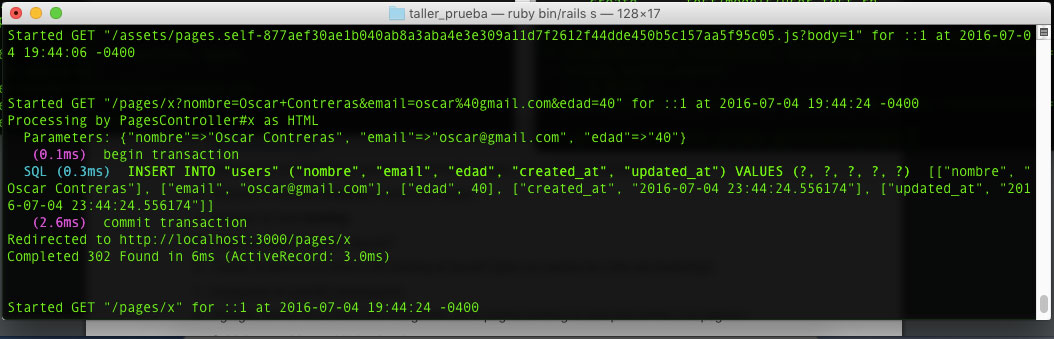 taller_prueba — ruby bin/rails s — 128×17
Started GET "/assets/pages.self-877aef30ae1b040ab8a3aba4e3e309a11d7f2612f44dde450b5c157aa5f95c05.js?body=1" for ::1 at 2016-07-0
4 19:44:06 -0400
Started GET "/pages/x?nombre=Oscar+Contreras&email=oscar%40gmail.com&edad=40" for ::1 at 2016-07-04 19:44:24 -0400
Processing by PagesController#x as HTML
  Parameters: {"nombre"=>"Oscar Contreras", "email"=>"oscar@gmail.com", "edad"=>"40"}
   (0.1ms)  begin transaction
  SQL (0.3ms)  INSERT INTO "users" ("nombre", "email", "edad", "created_at", "updated_at") VALUES (?, ?, ?, ?, ?)  [["nombre", "
Oscar Contreras"], ["email", "oscar@gmail.com"], ["edad", 40], ["created_at", "2016-07-04 23:44:24.556174"], ["updated_at", "201
6-07-04 23:44:24.556174"]]
   (2.6ms)  commit transaction
Redirected to http://localhost:3000/pages/x
Completed 302 Found in 6ms (ActiveRecord: 3.0ms)
Started GET "/pages/x" for ::1 at 2016-07-04 19:44:24 -0400